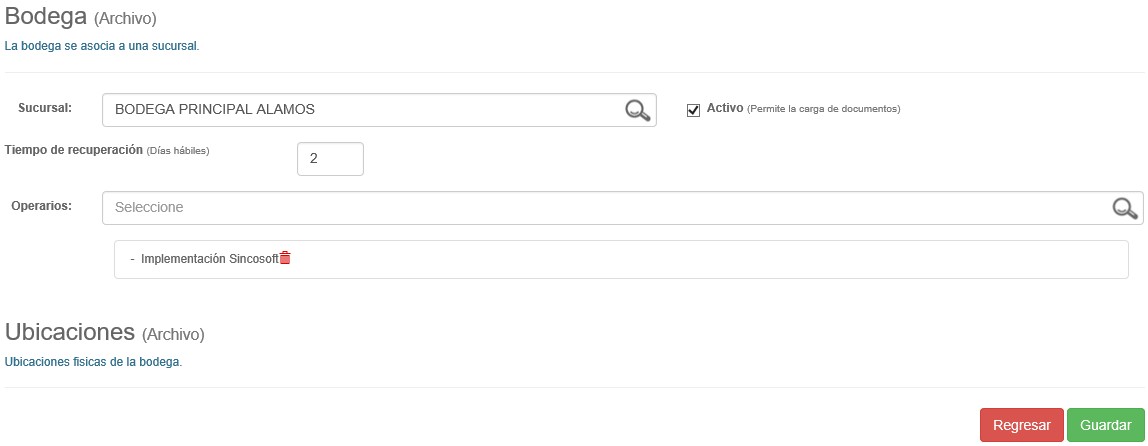 Bodega (Archivo)
La bodega se asocia a una sucursal.
Sucursal: BODEGA PRINCIPAL ALAMOS Activo (Permite la carga de documentos)
Tiempo de recuperación (Días hábiles) 2
Operarios: Seleccione
- Implementación Sincosoft
Ubicaciones (Archivo)
Ubicaciones fisicas de la bodega.
Regresar Guardar